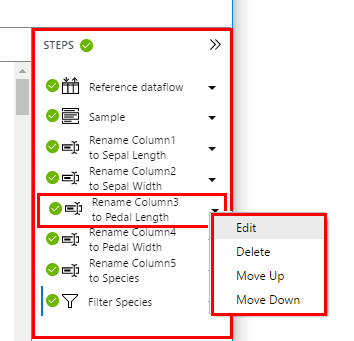 STEPS
Reference dataflow
Sample
Rename Column1
to Sepal Length
Rename Column2
to Sepal Width
Rename Column3
to Pedal Length
Rename Column4
to Pedal Width
Rename Column5
to Species
Filter Species
Edit
Delete
Move Up
Move Down